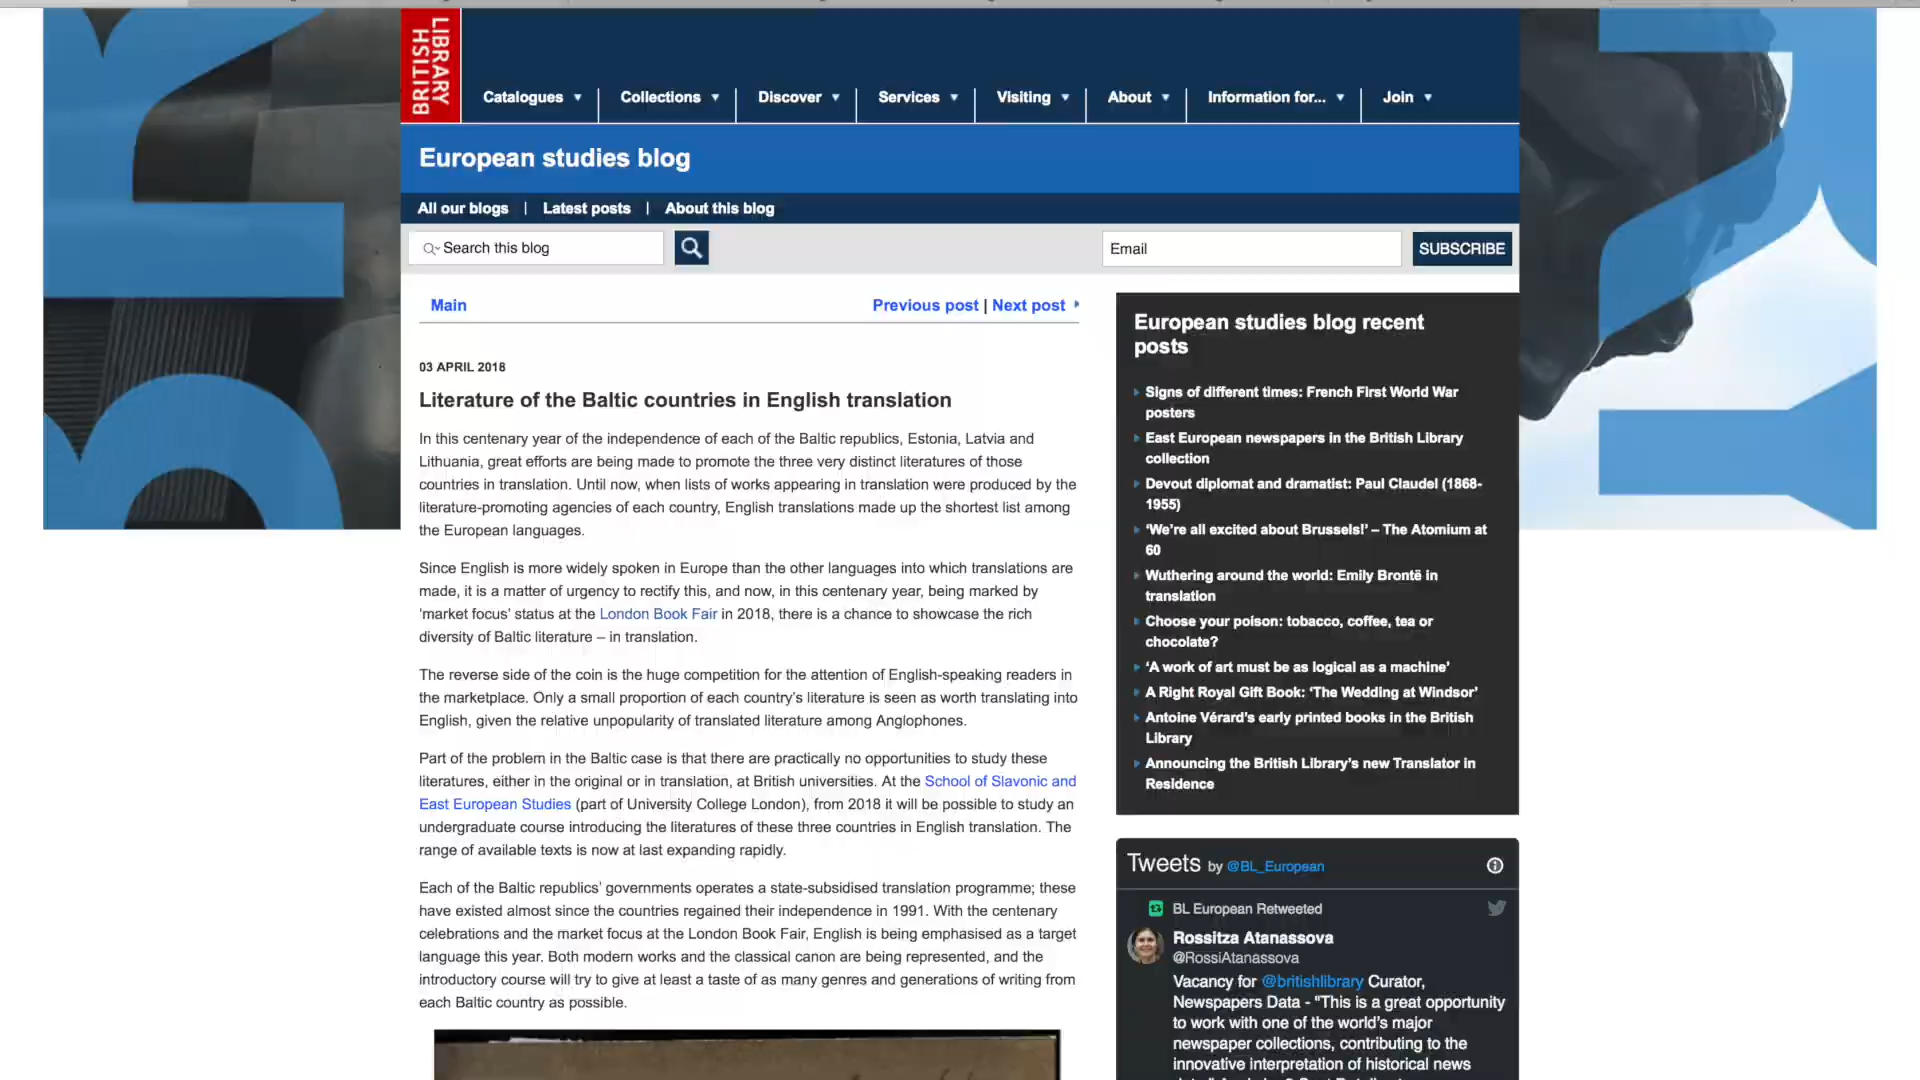 LIBRARY
BRITISH
Catalogues
Collections
Discover
Services
Visiting
About
Information for...
Join
European studies blog
All our blogs | Latest posts | About this blog
Search this blog
Email
SUBSCRIBE
Main
Previous post | Next post
03 APRIL 2018
Literature of the Baltic countries in English translation
In this centenary year of the independence of each of the Baltic republics, Estonia, Latvia and
Lithuania, great efforts are being made to promote the three very distinct literatures of those
countries in translation. Until now, when lists of works appearing in translation were produced by the
literature-promoting agencies of each country, English translations made up the shortest list among
the European languages.
Since English is more widely spoken in Europe than the other languages into which translations are
made, it is a matter of urgency to rectify this, and now, in this centenary year, being marked by
'market focus' status at the London Book Fair in 2018, there is a chance to showcase the rich
diversity of Baltic literature – in translation.
The reverse side of the coin is the huge competition for the attention of English-speaking readers in
the marketplace. Only a small proportion of each country's literature is seen as worth translating into
English, given the relative unpopularity of translated literature among Anglophones.
Part of the problem in the Baltic case is that there are practically no opportunities to study these
literatures, either in the original or in translation, at British universities. At the School of Slavonic and
East European Studies (part of University College London), from 2018 it will be possible to study an
undergraduate course introducing the literatures of these three countries in English translation. The
range of available texts is now at last expanding rapidly.
Each of the Baltic republics' governments operates a state-subsidised translation programme; these
have existed almost since the countries regained their independence in 1991. With the centenary
celebrations and the market focus at the London Book Fair, English is being emphasised as a target
language this year. Both modern works and the classical canon are being represented, and the
introductory course will try to give at least a taste of as many genres and generations of writing from
each Baltic country as possible.
European studies blog recent
posts
Signs of different times: French First World War
posters
East European newspapers in the British Library
collection
Devout diplomat and dramatist: Paul Claudel (1868-
1955)
‘We’re all excited about Brussels!’ – The Atomium at
60
Wuthering around the world: Emily Brontë in
translation
Choose your poison: tobacco, coffee, tea or
chocolate?
‘A work of art must be as logical as a machine’
A Right Royal Gift Book: ‘The Wedding at Windsor’
Antoine Vérard’s early printed books in the British
Library
Announcing the British Library’s new Translator in
Residence
Tweets by @BL_European
BL European Retweeted
Rossitza Atanassova
@RossiAtanassova
Vacancy for @britishlibrary Curator,
Newspapers Data - "This is a great opportunity
to work with one of the world’s major
newspaper collections, contributing to the
innovative interpretation of historical news